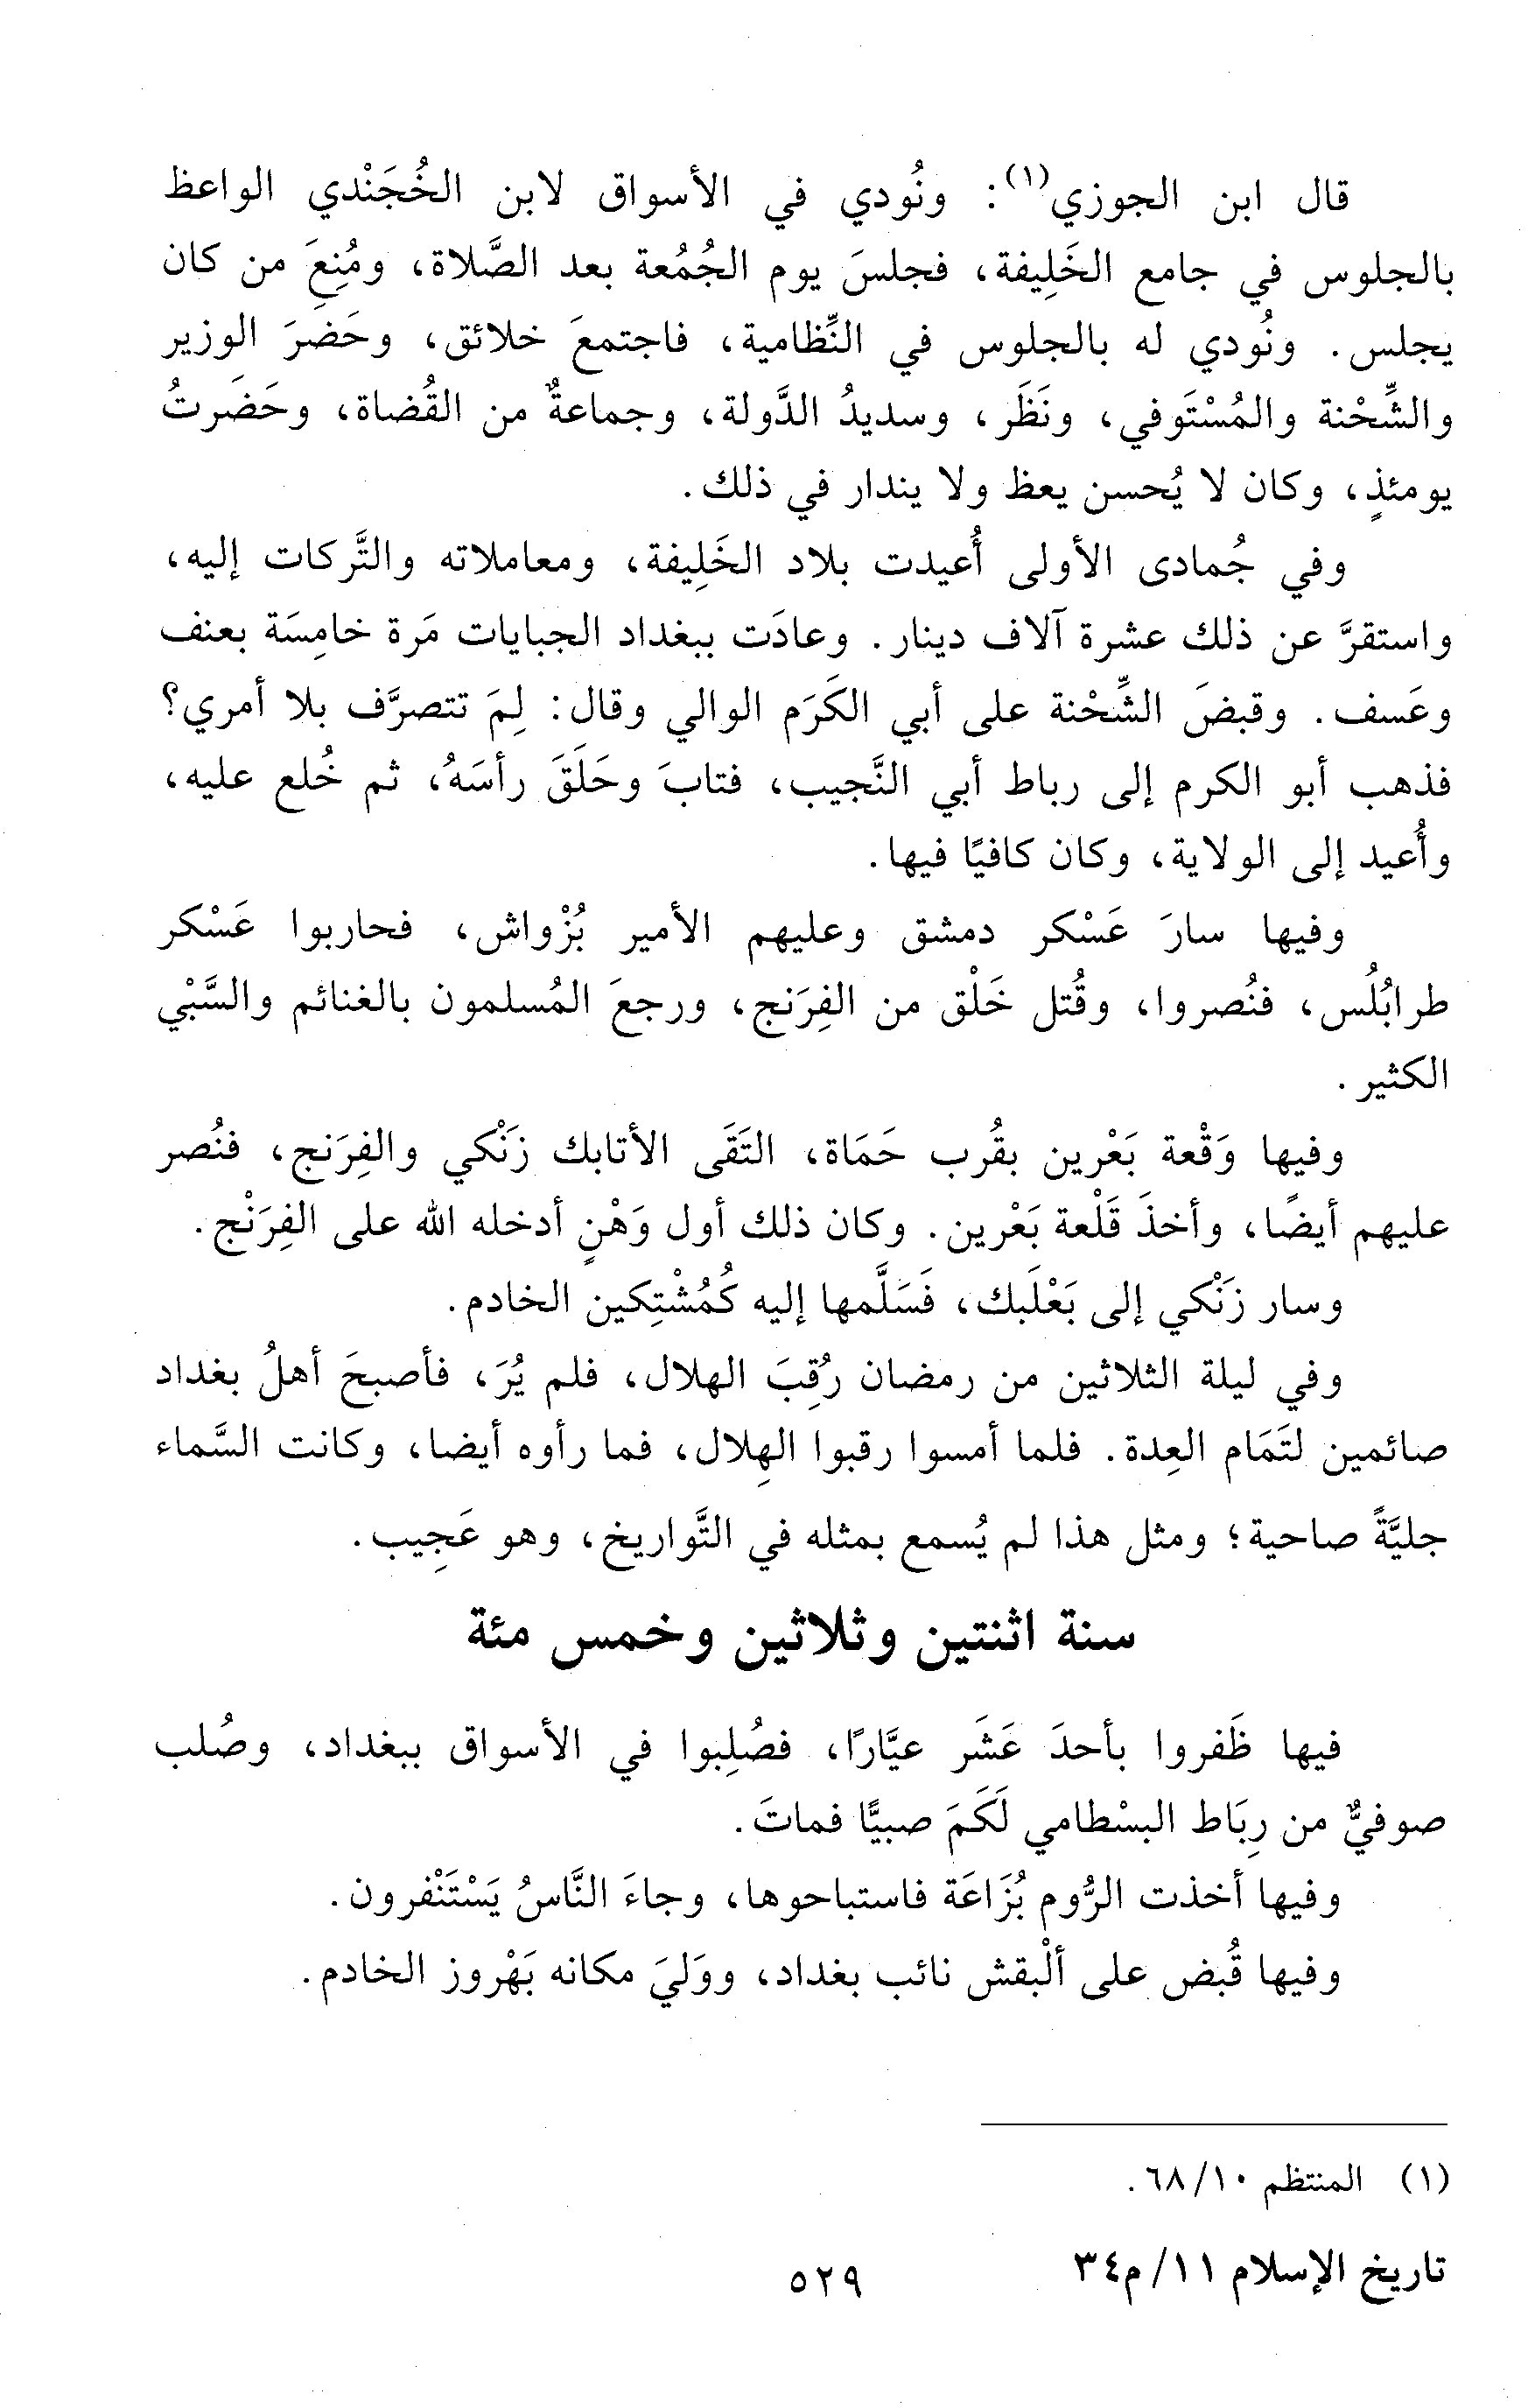 قال ابن الجوزي(١): ونُودي في الأسواق لابن الخُجَنْدي الواعظ
بالجلوس في جامع الخَلِيفة، فجلسَ يوم الجُمُعة بعد الصَّلاة، ومُنِعَ من كان
يجلس. ونُودي له بالجلوس في النِّظامية، فاجتمعَ خلائق، وحَضرَ الوزير
والشِّحْنة والمُسْتَوفي، ونَظَر، وسديدُ الدَّولة، وجماعةٌ من القُضاة، وحَضَرتُ
يومئذٍ، وكان لا يُحسن يعظ ولا يندار في ذلك.
وفي جُمادى الأولى أُعيدت بلاد الخَلِيفة، ومعاملاته والتَّركات إليه،
واستقرَّ عن ذلك عشرة آلاف دينار. وعادَت ببغداد الجبايات مَرة خامِسَة بعنف
وعَسف. وقبضَ الشِّحْنة على أبي الكَرَم الوالي وقال: لِمَ تتصرَّف بلا أمري؟
فذهب أبو الكرم إلى رباط أبي النَّجيب، فتابَ وحَلَقَ رأسَهُ، ثم خُلع عليه،
وأُعيد إلى الولاية، وكان كافيًا فيها.
وفيها سارَ عَسْكر دمشق وعليهم الأمير بُزْواش، فحاربوا عَسْكر
طرابُلُس، فنُصروا، وقُتل خَلْق من الفِرَنج، ورجعَ المُسلمون بالغنائم والسَّبْي
الكثير.
وفيها وَقْعة بَعْرين بقُرب حَمَاة، التَقَى الأتابك زَنْكي والفِرَنج، فنُصر
عليهم أيضًا، وأخذَ قَلْعة بَعْرين. وكان ذلك أول وَهْنٍ أدخله الله على الفِرَنْج.
وسار زَنْكي إلى بَعْلَبك، فَسَلَّمها إليه كُمُشْتِكين الخادم.
وفي ليلة الثلاثين من رمضان رُقِبَ الهلال، فلم يُرَ، فأصبحَ أهلُ بغداد
صائمين لتَمَام العِدة. فلما أمسوا رقبوا الهِلال، فما رأوه أيضا، وكانت السَّماء
جليَّةً صاحية؛ ومثل هذا لم يُسمع بمثله في التَّواريخ، وهو عَجِيب.
سنة اثنتين وثلاثين وخمس مئة
فيها ظَفروا بأحدَ عَشَر عيَّارًا، فصُلِبوا في الأسواق ببغداد، وصُلب
صوفيٌّ من رِبَاط البسْطامي لَكَمَ صبيًّا فماتَ.
وفيها أخذت الرُّوم بُزَاعَة فاستباحوها، وجاءَ النَّاسُ يَسْتَنْفرون.
وفيها قُبض على ألْبقش نائب بغداد، ووَليَ مكانه بَهْروز الخادم.
(١) المنتظم ١٠/ ٦٨.
تاريخ الإسلام ١١/ م٣٤
٥٢٩